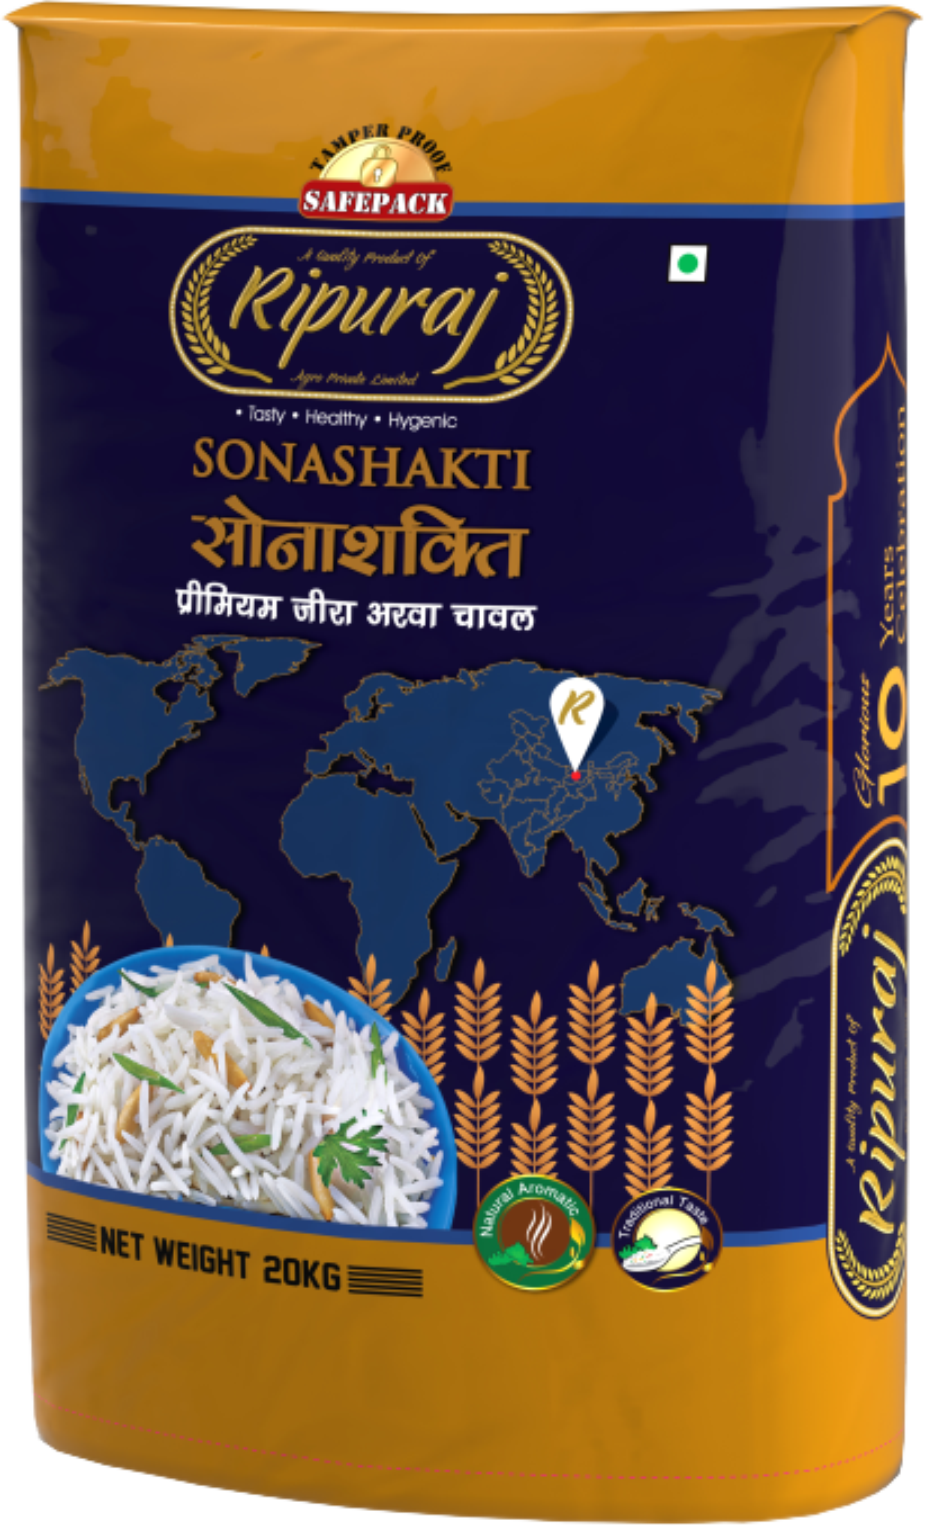 TAMPER PROOF
SAFEPACK
A Quality Product Of
Ripuraj
Agro Private Limited
• Tasty • Healthy • Hygenic
SONASHAKTI
सोनाशक्ति
प्रीमियम जीरा अरवा चावल
R
NET WEIGHT 20KG
Natural Aromatic
Traditional Taste
Glorious
10 Years
Celebration
A Quality Product Of
Ripuraj